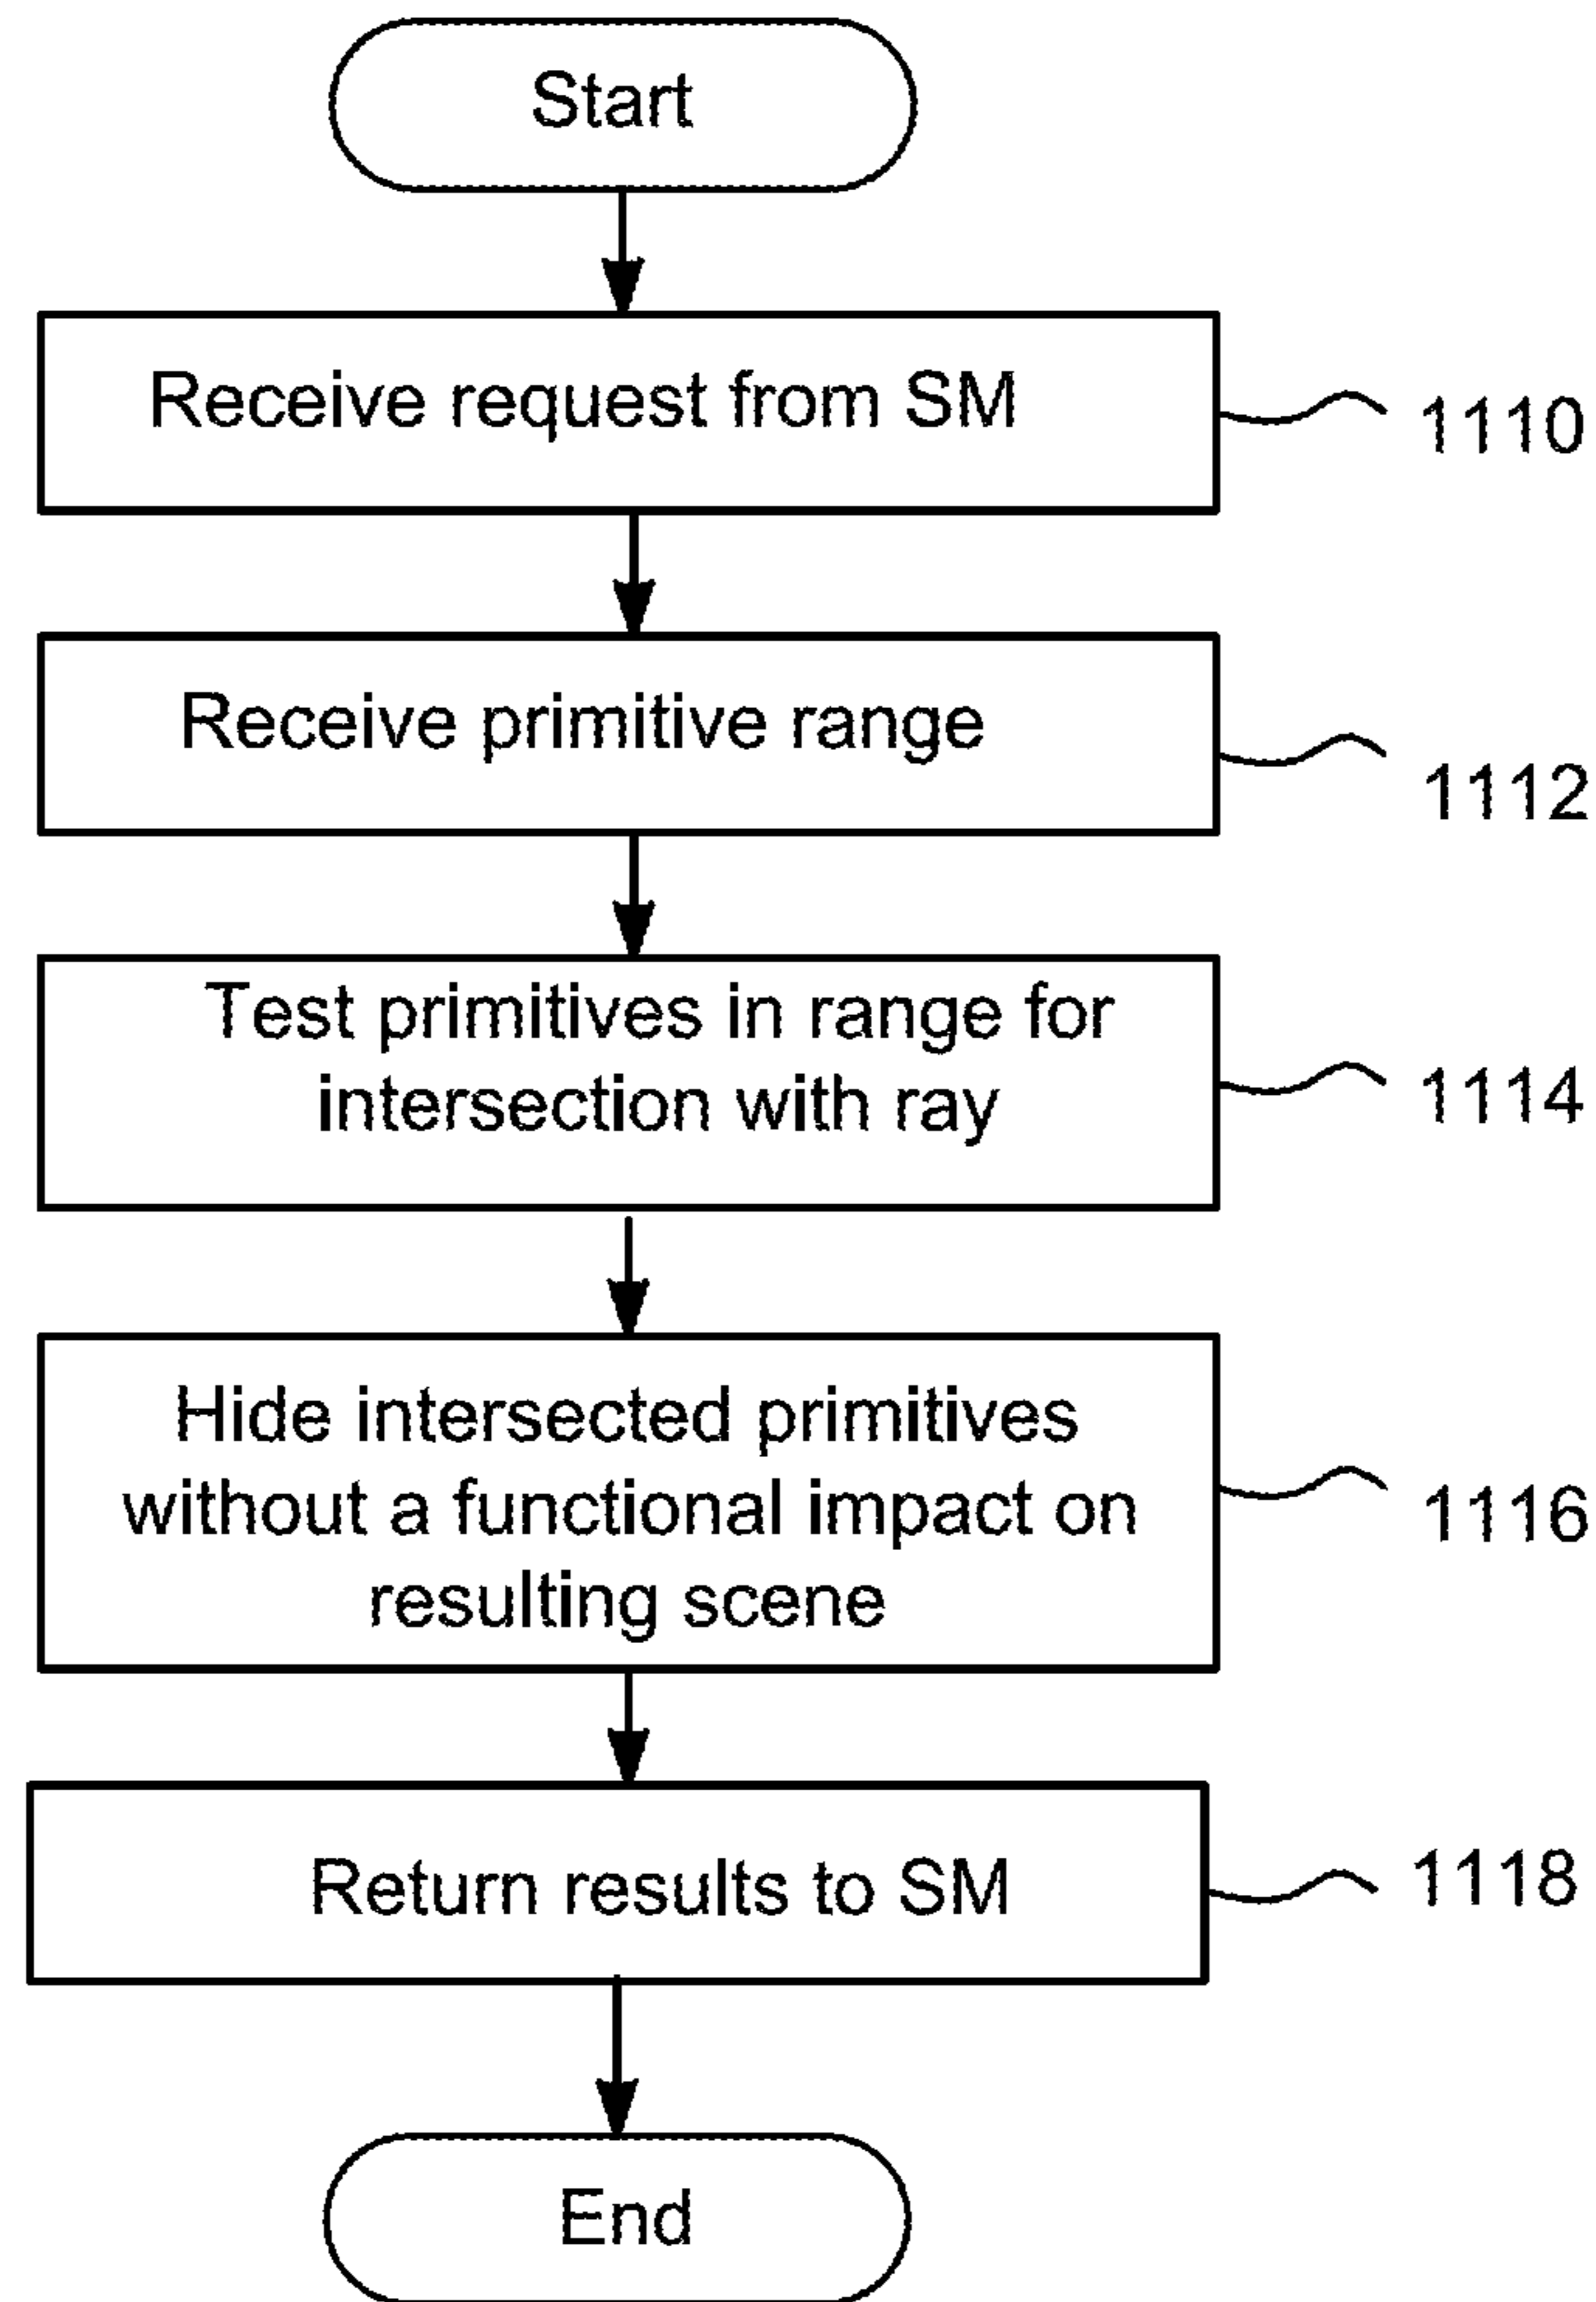 Start
Receive request from SM
1110
Receive primitive range
1112
Test primitives in range for
intersection with ray
1114
Hide intersected primitives
without a functional impact on
resulting scene
1116
Return results to SM
1118
End